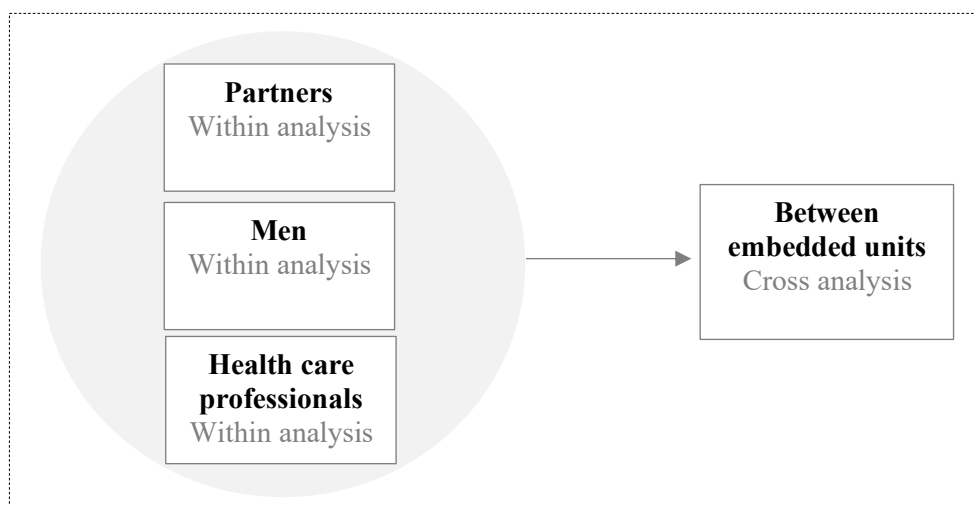 Partners
Within analysis
Men
Within analysis
Health care
professionals
Within analysis
Between
embedded units
Cross analysis